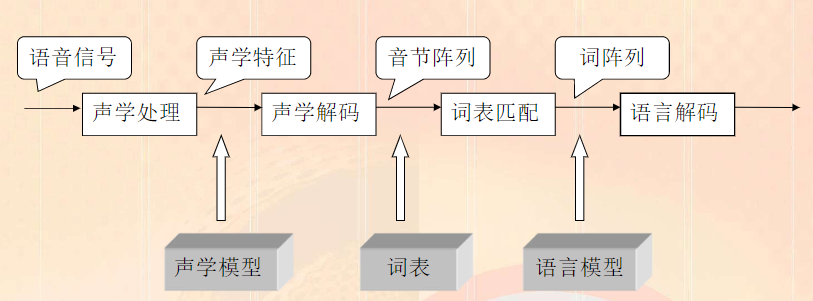 语音信号
声学特征
音节阵列
词阵列
声学处理
声学解码
词表匹配
语言解码
声学模型
词表
语言模型